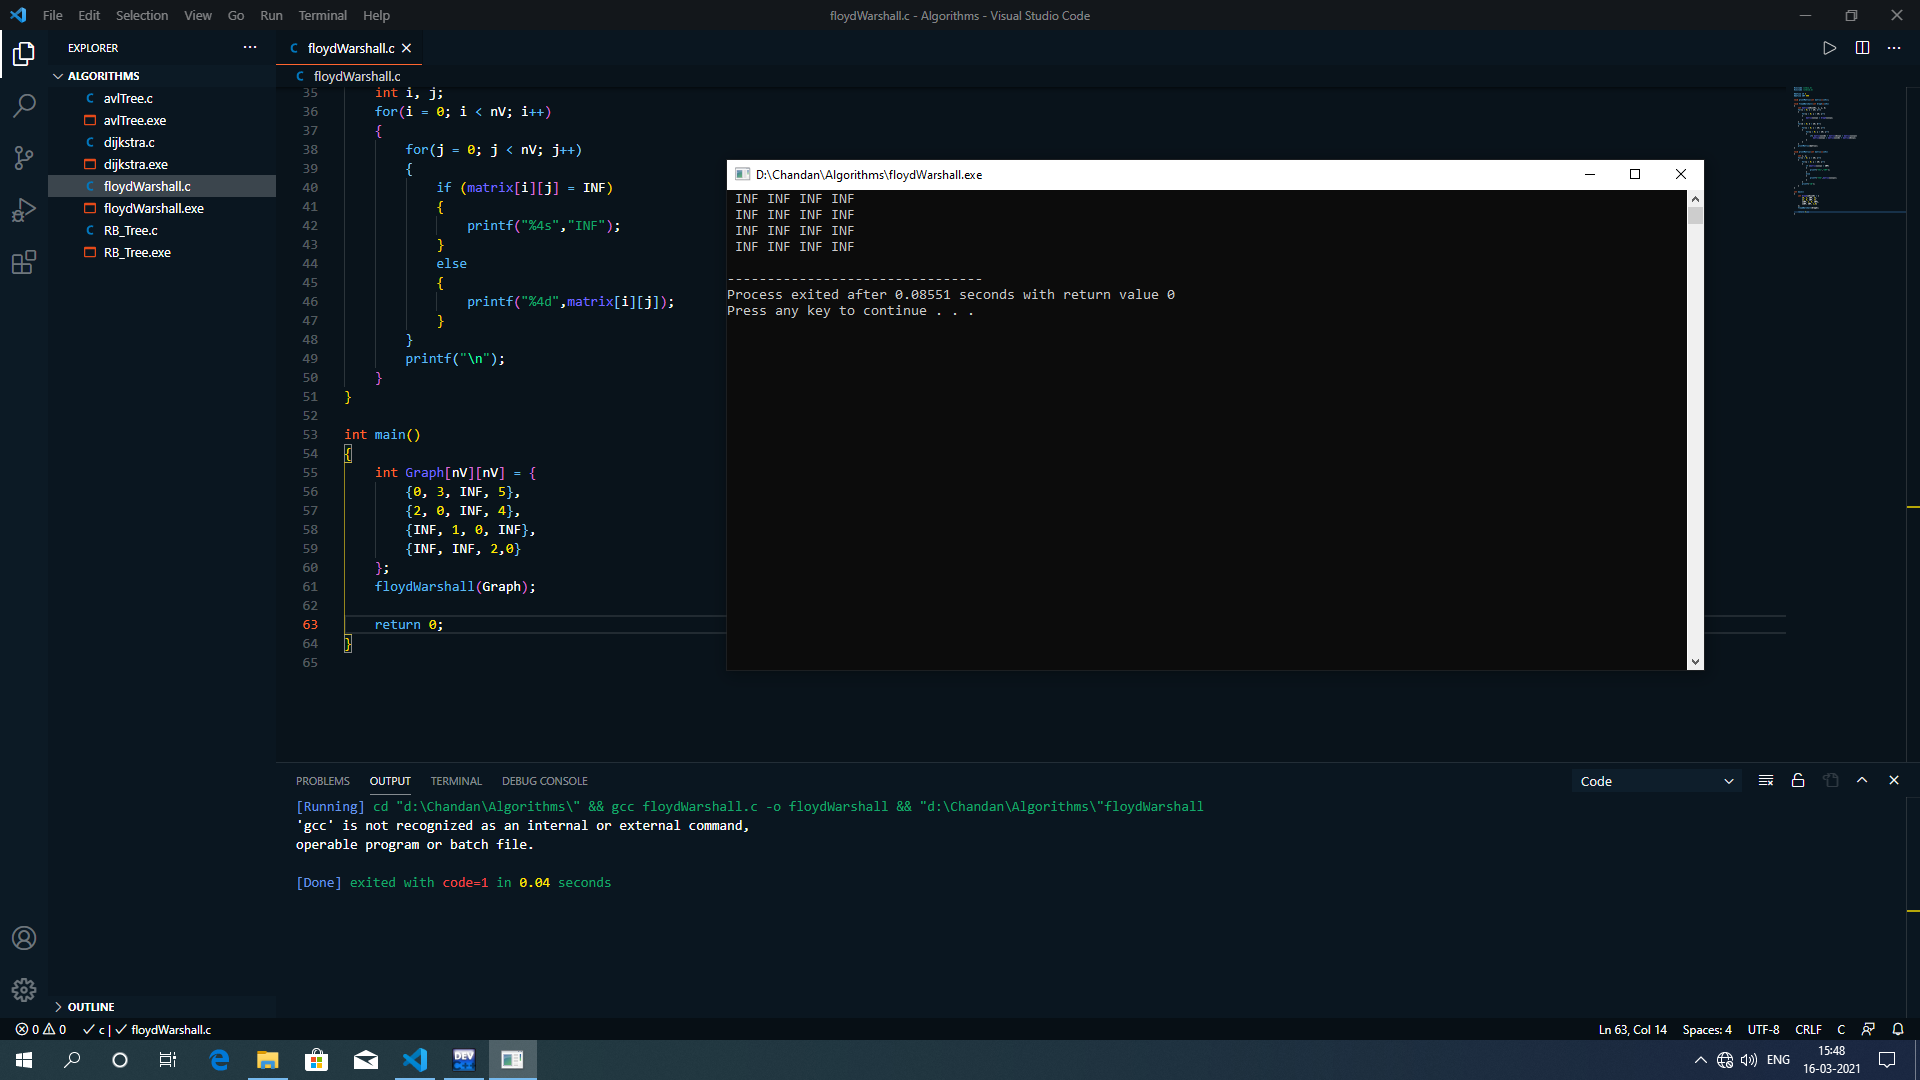 File Edit Selection View Go Run Terminal Help
floydWarshall.c - Algorithms - Visual Studio Code
EXPLORER
ALGORITHMS
avlTree.c
avlTree.exe
dijkstra.c
dijkstra.exe
floydWarshall.c
floydWarshall.exe
RB_Tree.c
RB_Tree.exe
OUTLINE
floydWarshall.c
floydWarshall.c
35 int i, j;
36 for(i = 0; i < nV; i++)
37 {
38 for(j = 0; j < nV; j++)
39 {
40 if (matrix[i][j] = INF)
41 {
42 printf("%4s","INF");
43 }
44 else
45 {
46 printf("%4d",matrix[i][j]);
47 }
48 }
49 printf("\n");
50 }
51 }
52
53 int main()
54 {
55 int Graph[nV][nV] = {
56 {0, 3, INF, 5},
57 {2, 0, INF, 4},
58 {INF, 1, 0, INF},
59 {INF, INF, 2,0}
60 };
61 floydWarshall(Graph);
62
63 return 0;
64 }
65
D:\Chandan\Algorithms\floydWarshall.exe
INF INF INF INF
INF INF INF INF
INF INF INF INF
INF INF INF INF
--------------------------------
Process exited after 0.08551 seconds with return value 0
Press any key to continue . . .
PROBLEMS OUTPUT TERMINAL DEBUG CONSOLE
Code
[Running] cd "d:\Chandan\Algorithms\" && gcc floydWarshall.c -o floydWarshall && "d:\Chandan\Algorithms\"floydWarshall
'gcc' is not recognized as an internal or external command,
operable program or batch file.
[Done] exited with code=1 in 0.04 seconds
0 0 c | floydWarshall.c
Ln 63, Col 14 Spaces: 4 UTF-8 CRLF C
DEV C++
ENG
15:48
16-03-2021